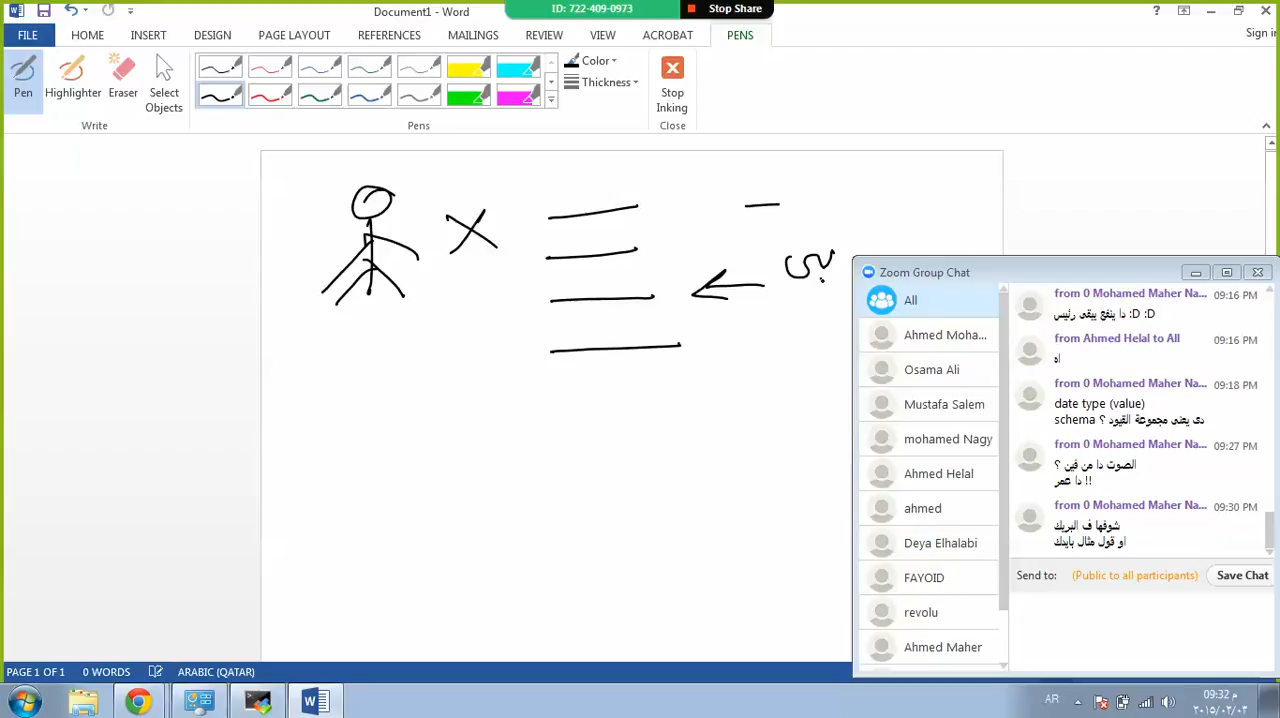 Document1 - Word
ID: 722-409-0973
Stop Share
?
FILE
HOME
INSERT
DESIGN
PAGE LAYOUT
REFERENCES
MAILINGS
REVIEW
VIEW
ACROBAT
PENS
Sign in
Pen
Highlighter
Eraser
Select Objects
Color
Thickness
Stop Inking
Write
Pens
Close
X
Zoom Group Chat
All
Ahmed Moha...
Osama Ali
Mustafa Salem
mohamed Nagy
Ahmed Helal
ahmed
Deya Elhalabi
FAYOID
revolu
Ahmed Maher
from 0 Mohamed Maher Na... 09:16 PM
دا ينفع يبقى رئيس :D :D
from Ahmed Helal to All 09:16 PM
اه
from 0 Mohamed Maher Na... 09:18 PM
date type (value)
دى يعنى مجموعة القيود ؟ schema
from 0 Mohamed Maher Na... 09:27 PM
الصوت دا من فين ؟
دا عمر !!
from 0 Mohamed Maher Na... 09:30 PM
شوفها ف البريك
او قول مثال بايدك
Send to: (Public to all participants) Save Chat
PAGE 1 OF 1
0 WORDS
ARABIC (QATAR)
AR
09:32 م
٢٠١٥/٠٢/٠٣